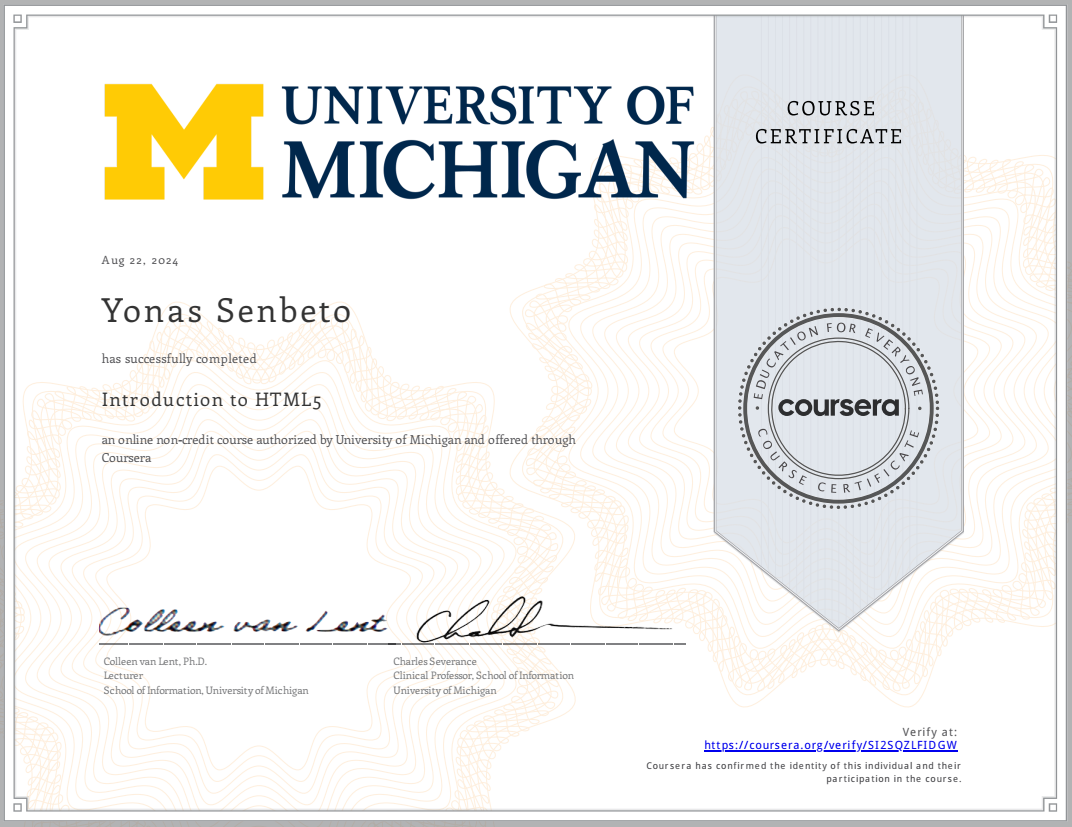 UNIVERSITY OF
MICHIGAN
COURSE
CERTIFICATE
Aug 22, 2024
Yonas Senbeto
has successfully completed
Introduction to HTML5
an online non-credit course authorized by University of Michigan and offered through
Coursera
EDUCATION FOR EVERYONE
coursera
COURSE CERTIFICATE
Colleen van Lent
Colleen van Lent, Ph.D.
Lecturer
School of Information, University of Michigan
Charles Severance
Clinical Professor, School of Information
University of Michigan
Verify at:
https://coursera.org/verify/SI2SQZLFIDGW
Coursera has confirmed the identity of this individual and their
participation in the course.